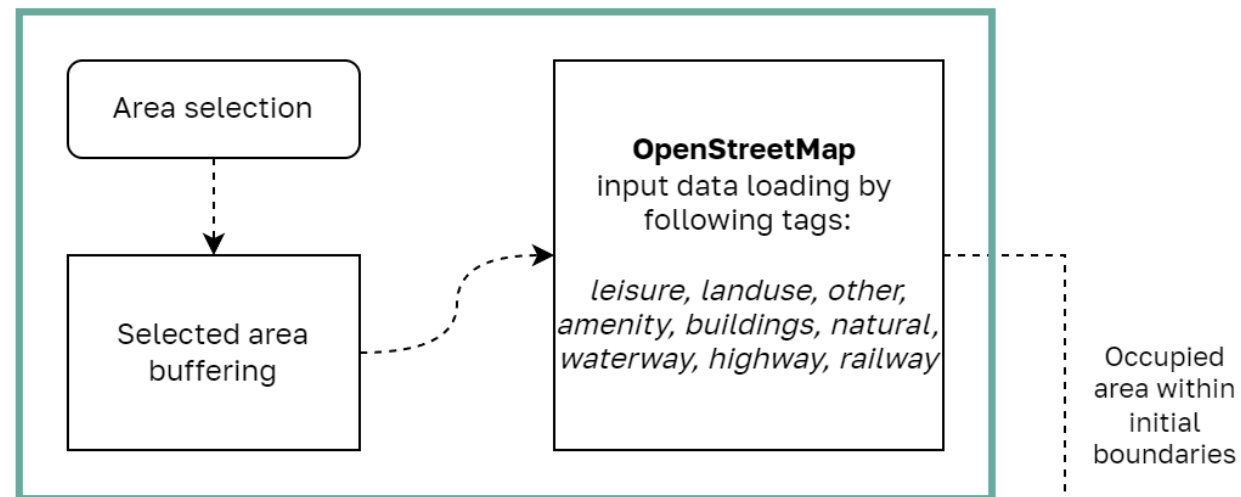 Area selection
Selected area
buffering
OpenStreetMap
input data loading by
following tags:
leisure, landuse, other,
amenity, buildings, natural,
waterway, highway, railway
Occupied
area within
initial
boundaries